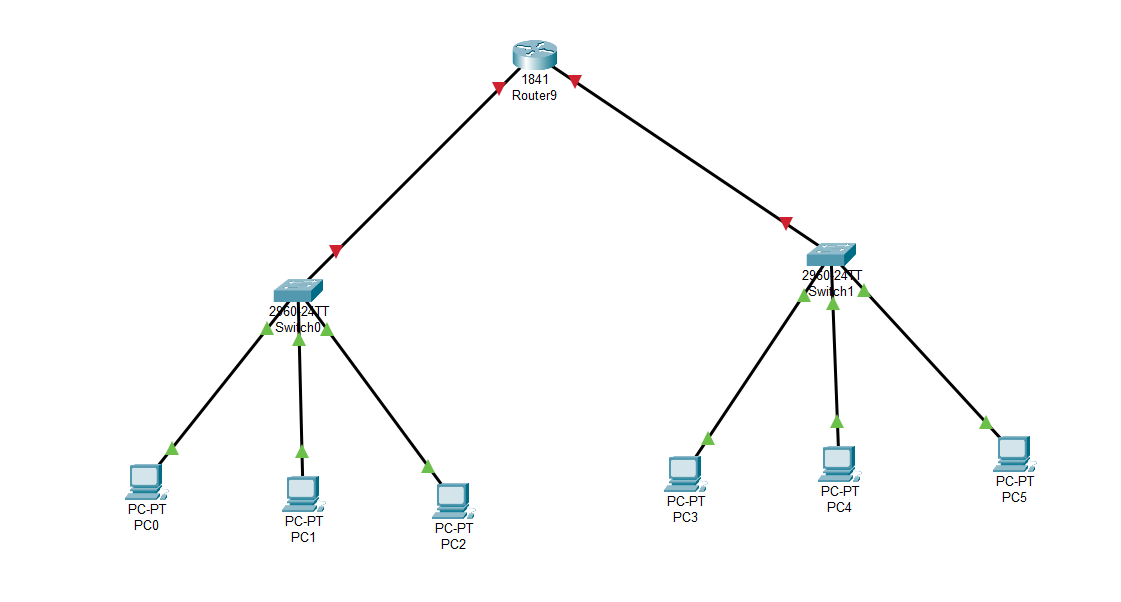 1841
Router9
2960-24TT
Switch1
2960-24TT
Switch0
PC-PT
PC0
PC-PT
PC1
PC-PT
PC2
PC-PT
PC3
PC-PT
PC4
PC-PT
PC5